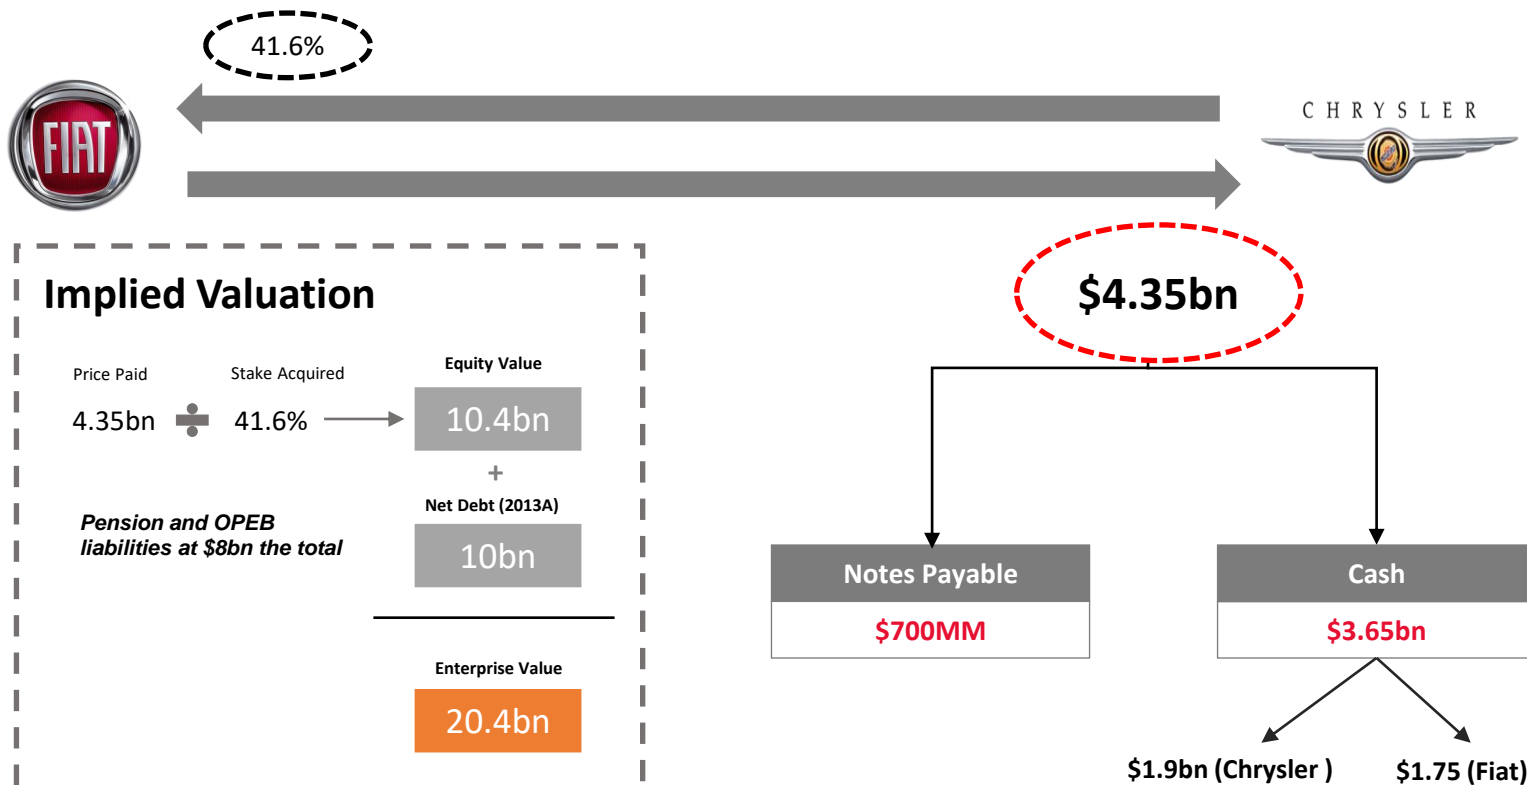 41.6%
FIAT
CHRYSLER
$4.35bn
Implied Valuation
Price Paid
Stake Acquired
Equity Value
4.35bn
÷
41.6%
10.4bn
+
Net Debt (2013A)
10bn
Pension and OPEB
liabilities at $8bn the total
Enterprise Value
20.4bn
Notes Payable
$700MM
Cash
$3.65bn
$1.9bn (Chrysler )
$1.75 (Fiat)